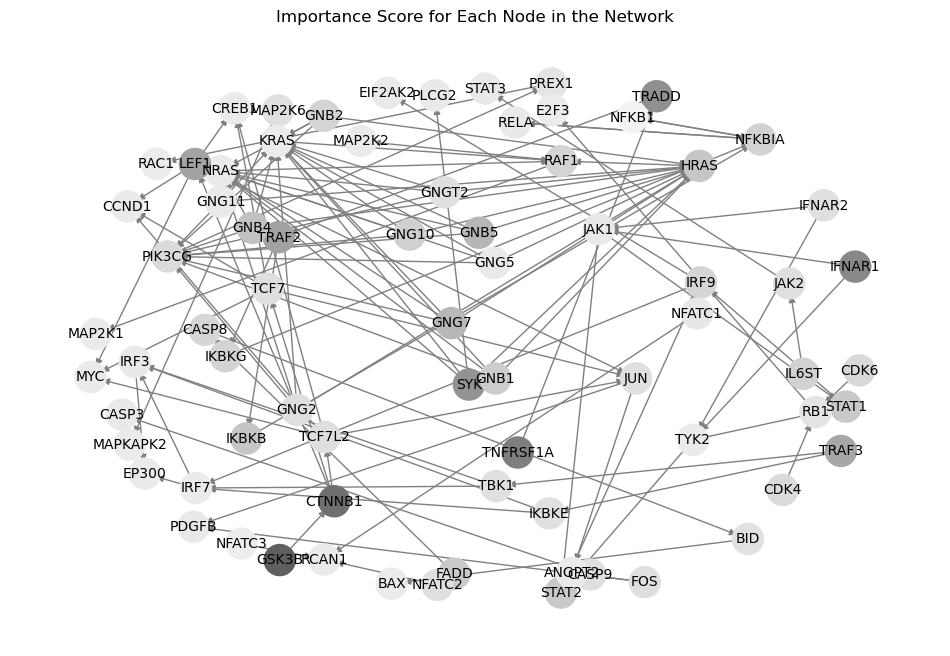 Importance Score for Each Node in the Network
PREX1
STAT3
EIF2AK2
PLCG2
TRADD
CREB1
MAP2K6
GNB2
E2F3
NFKB1
RELA
KRAS
MAP2K2
NFKBIA
RAC1
LEF1
NRAS
RAF1
HRAS
GNGT2
GNG11
CCND1
IFNAR2
GNB4
TRAF2
GNG10
GNB5
JAK1
PIK3CG
GNG5
IFNAR1
TCF7
IRF9
JAK2
NFATC1
GNG7
CASP8
MAP2K1
IKBKG
IRF3
MYC
SYK
GNB1
JUN
IL6ST
CDK6
GNG2
STAT1
RB1
CASP3
MAPKAPK2
IKBKB
TCF7L2
TYK2
TNFRSF1A
TRAF3
EP300
IRF7
TBK1
CDK4
CTNNB1
IKBKE
PDGFB
NFATC3
BID
GSK3B
RCAN1
FADD
ANGPT2
CASP9
BAX
NFATC2
FOS
STAT2